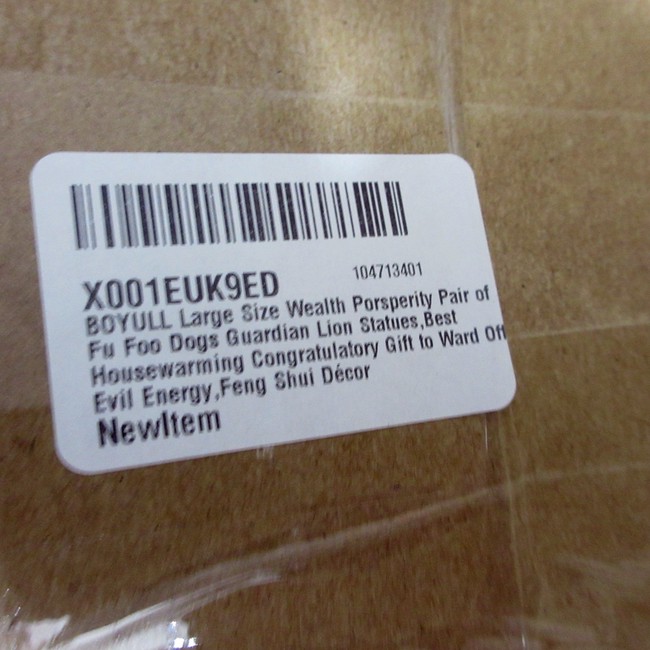 X001EUK9ED 104713401
BOYULL Large Size Wealth Porsperity Pair of
Fu Foo Dogs Guardian Lion Statues,Best
Housewarming Congratulatory Gift to Ward Off
Evil Energy,Feng Shui Décor
NewItem